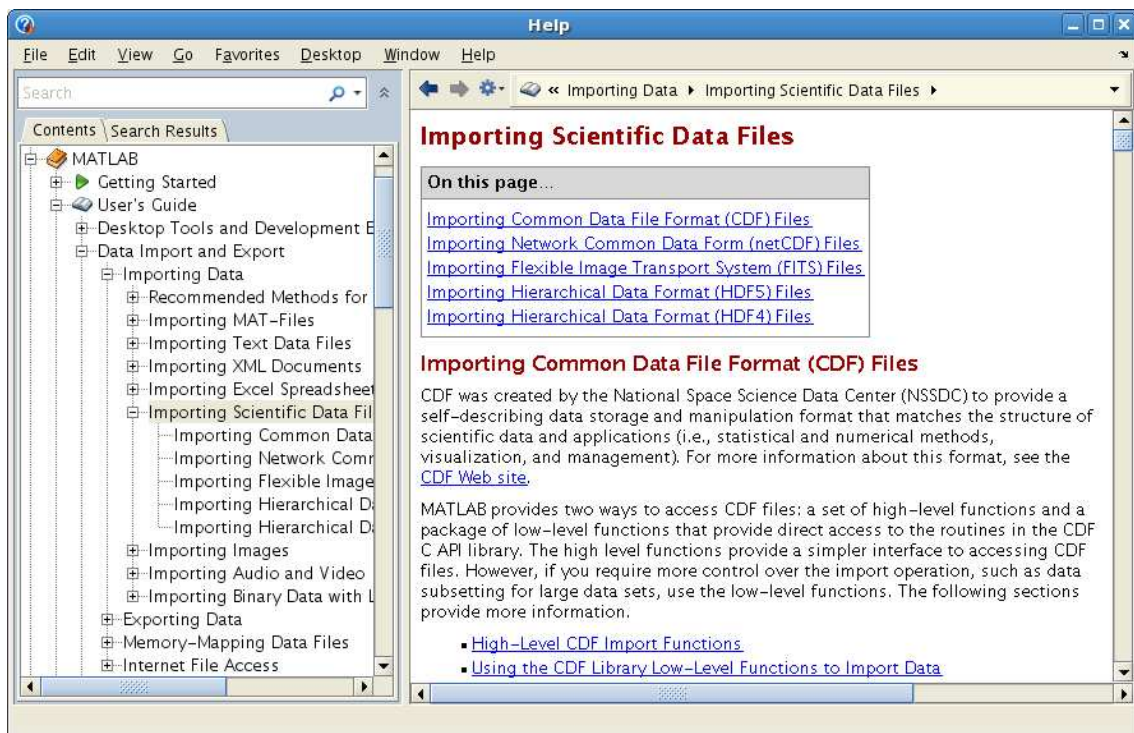 Help
File Edit View Go Favorites Desktop Window Help
Search
« Importing Data ▸ Importing Scientific Data Files ▸
Contents Search Results
MATLAB
Getting Started
User's Guide
Desktop Tools and Development E
Data Import and Export
Importing Data
Recommended Methods for
Importing MAT-Files
Importing Text Data Files
Importing XML Documents
Importing Excel Spreadsheet
Importing Scientific Data Fil
Importing Common Data
Importing Network Comm
Importing Flexible Image
Importing Hierarchical Da
Importing Hierarchical Da
Importing Images
Importing Audio and Video
Importing Binary Data with L
Exporting Data
Memory-Mapping Data Files
Internet File Access
Importing Scientific Data Files
On this page...
Importing Common Data File Format (CDF) Files
Importing Network Common Data Form (netCDF) Files
Importing Flexible Image Transport System (FITS) Files
Importing Hierarchical Data Format (HDF5) Files
Importing Hierarchical Data Format (HDF4) Files
Importing Common Data File Format (CDF) Files
CDF was created by the National Space Science Data Center (NSSDC) to provide a
self-describing data storage and manipulation format that matches the structure of
scientific data and applications (i.e., statistical and numerical methods,
visualization, and management). For more information about this format, see the
CDF Web site.
MATLAB provides two ways to access CDF files: a set of high-level functions and a
package of low-level functions that provide direct access to the routines in the CDF
C API library. The high level functions provide a simpler interface to accessing CDF
files. However, if you require more control over the import operation, such as data
subsetting for large data sets, use the low-level functions. The following sections
provide more information.
▪ High-Level CDF Import Functions
▪ Using the CDF Library Low-Level Functions to Import Data